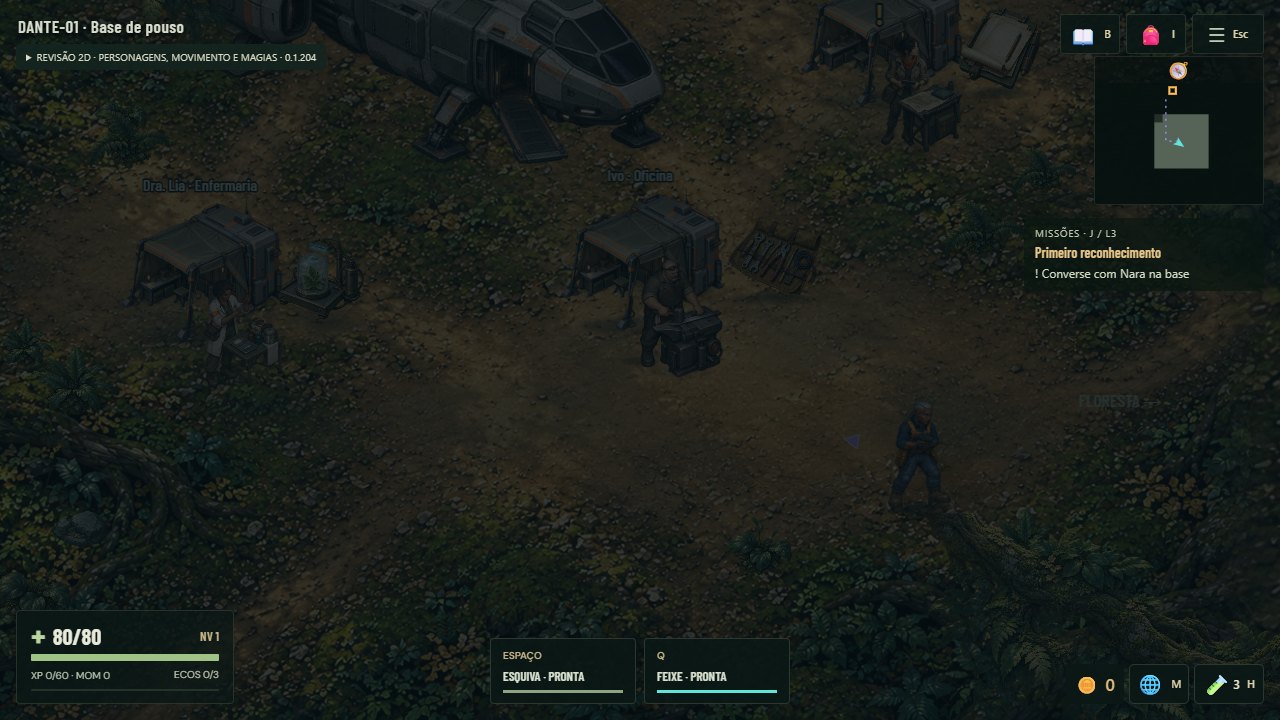 DANTE-01 · Base de pouso
▶ REVISÃO 2D · PERSONAGENS, MOVIMENTO E MAGIAS · 0.1.204
B
I
Esc
MISSÕES · J / L3
Primeiro reconhecimento
! Converse com Nara na base
Dra. Lia · Enfermaria
Ivo · Oficina
FLORESTA
80/80
NV 1
XP 0/60 · MOM 0
ECOS 0/3
ESPAÇO
ESQUIVA · PRONTA
Q
FEIXE · PRONTA
0
M
3 H